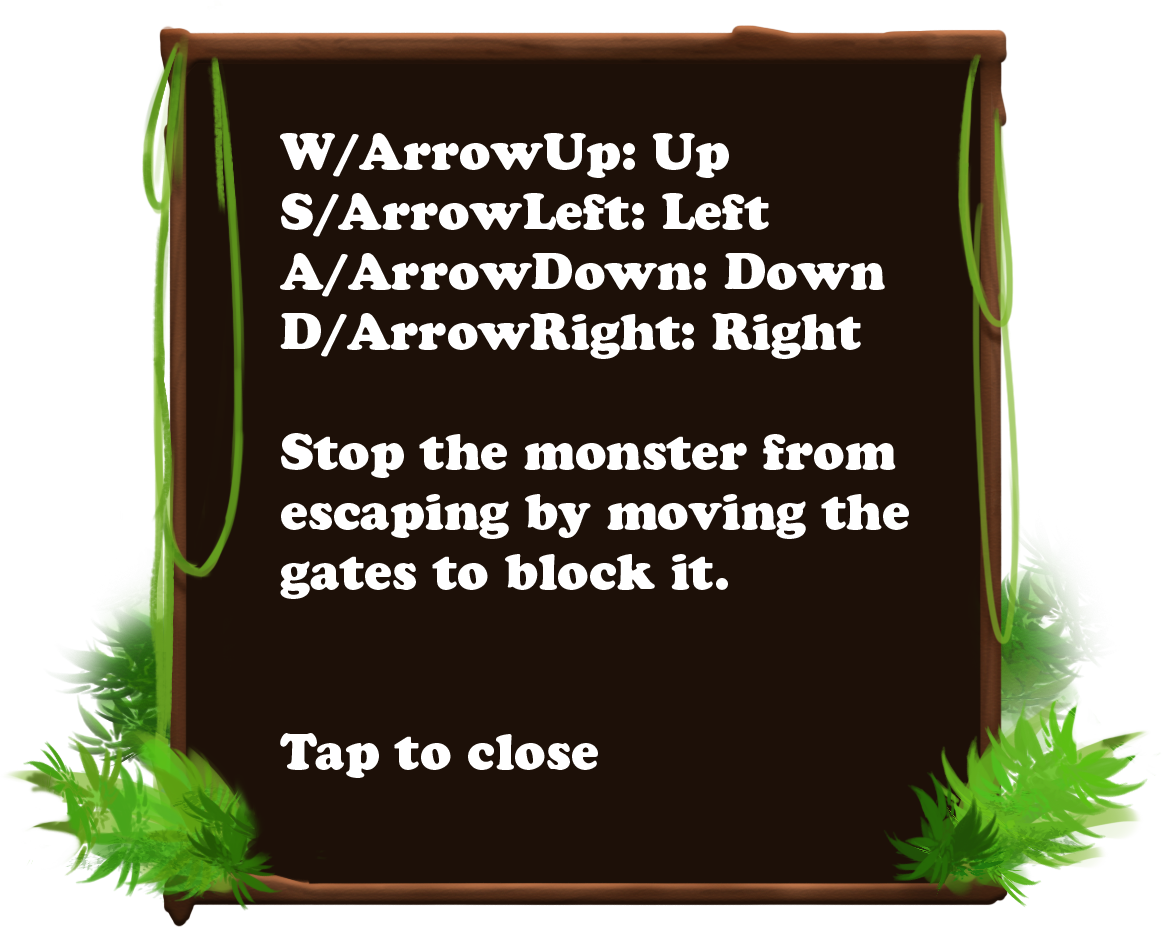 W/ArrowUp: Up
S/ArrowLeft: Left
A/ArrowDown: Down
D/ArrowRight: Right
Stop the monster from
escaping by moving the
gates to block it.
Tap to close